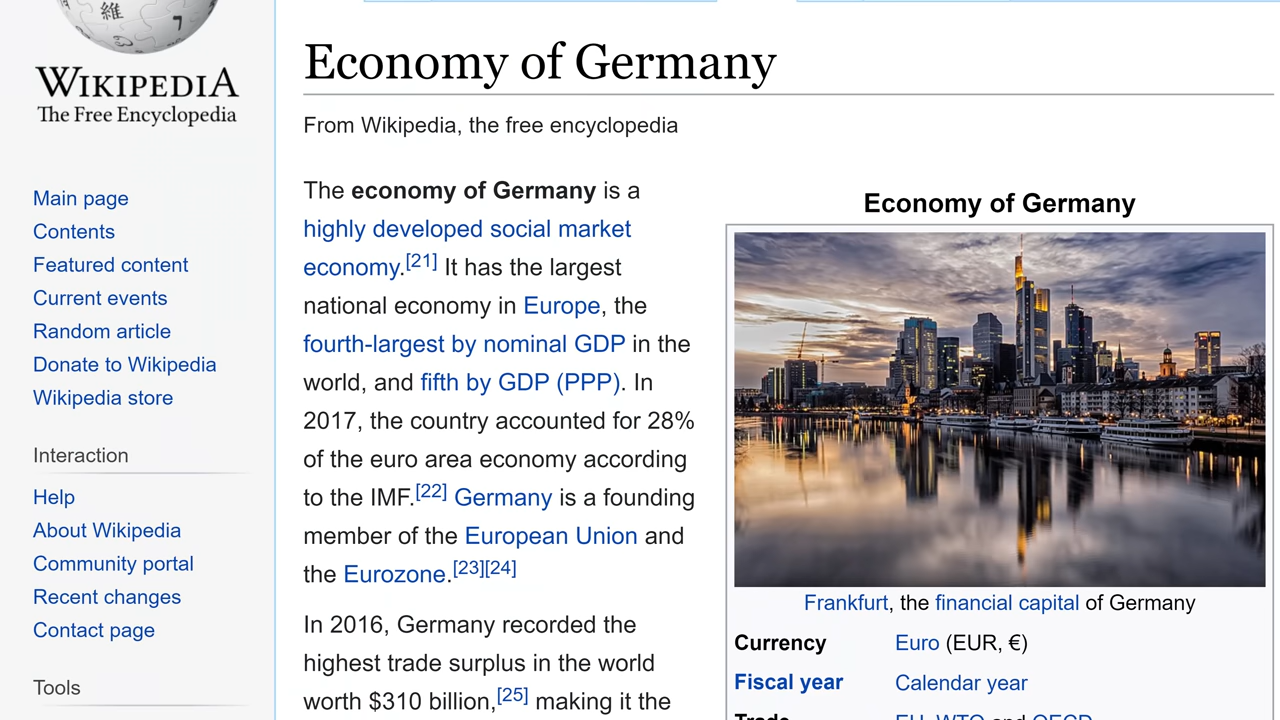 維
7
WIKIPEDIA
The Free Encyclopedia
Main page
Contents
Featured content
Current events
Random article
Donate to Wikipedia
Wikipedia store
Interaction
Help
About Wikipedia
Community portal
Recent changes
Contact page
Tools
Economy of Germany
From Wikipedia, the free encyclopedia
The economy of Germany is a
highly developed social market
economy.[21] It has the largest
national economy in Europe, the
fourth-largest by nominal GDP in the
world, and fifth by GDP (PPP). In
2017, the country accounted for 28%
of the euro area economy according
to the IMF.[22] Germany is a founding
member of the European Union and
the Eurozone.[23][24]
In 2016, Germany recorded the
highest trade surplus in the world
worth $310 billion,[25] making it the
Economy of Germany
Frankfurt, the financial capital of Germany
Currency Euro (EUR, €)
Fiscal year Calendar year
Trade EU, WTO and OECD